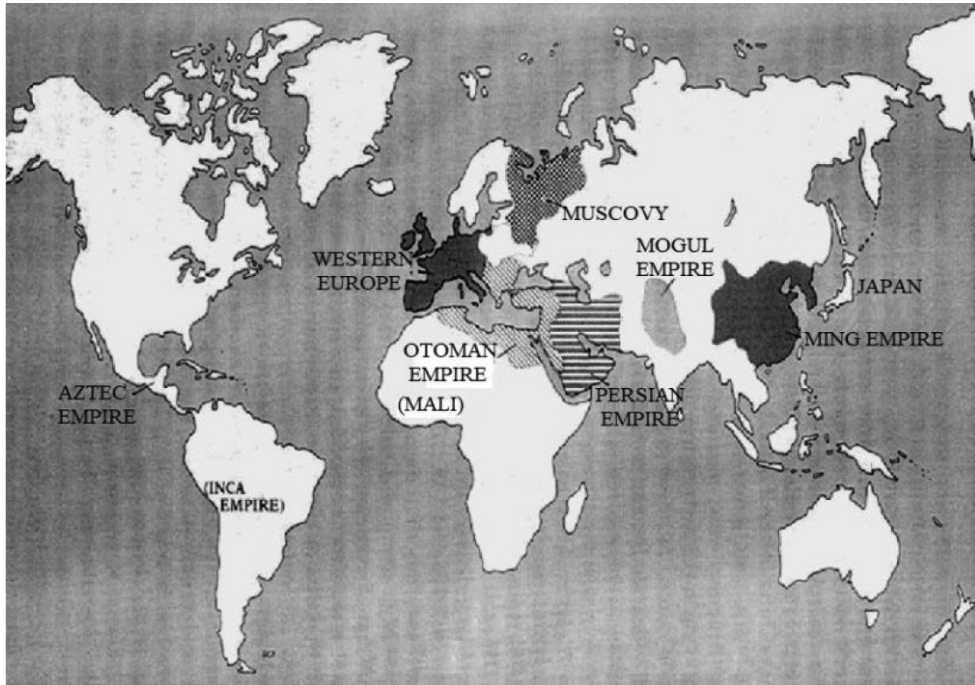 MUSCOVY
MOGUL
EMPIRE
WESTERN
EUROPE
JAPAN
MING EMPIRE
OTOMAN
EMPIRE
(MALI)
PERSIAN
EMPIRE
AZTEC
EMPIRE
(INCA
EMPIRE)